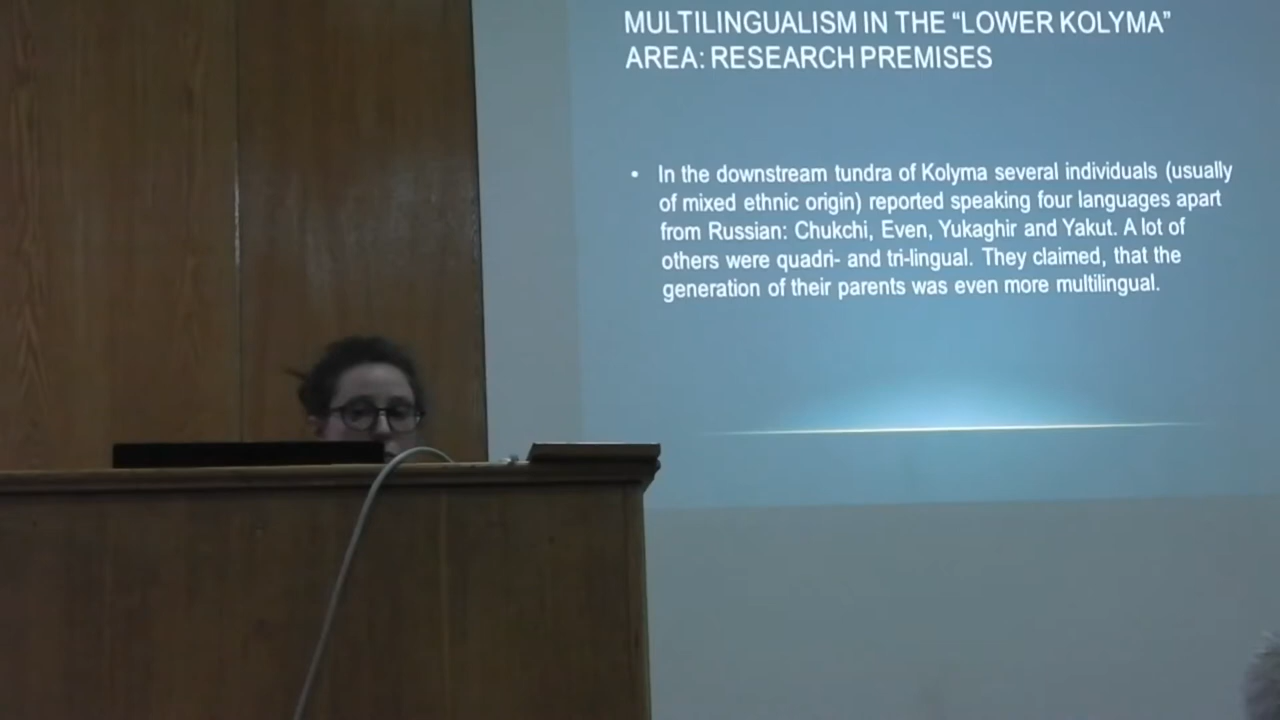 MULTILINGUALISM IN THE “LOWER KOLYMA”
AREA: RESEARCH PREMISES
• In the downstream tundra of Kolyma several individuals (usually
of mixed ethnic origin) reported speaking four languages apart
from Russian: Chukchi, Even, Yukaghir and Yakut. A lot of
others were quadri- and tri-lingual. They claimed, that the
generation of their parents was even more multilingual.